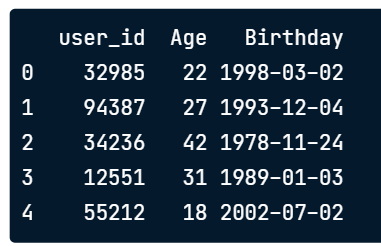 user_id Age Birthday
0 32985 22 1998-03-02
1 94387 27 1993-12-04
2 34236 42 1978-11-24
3 12551 31 1989-01-03
4 55212 18 2002-07-02